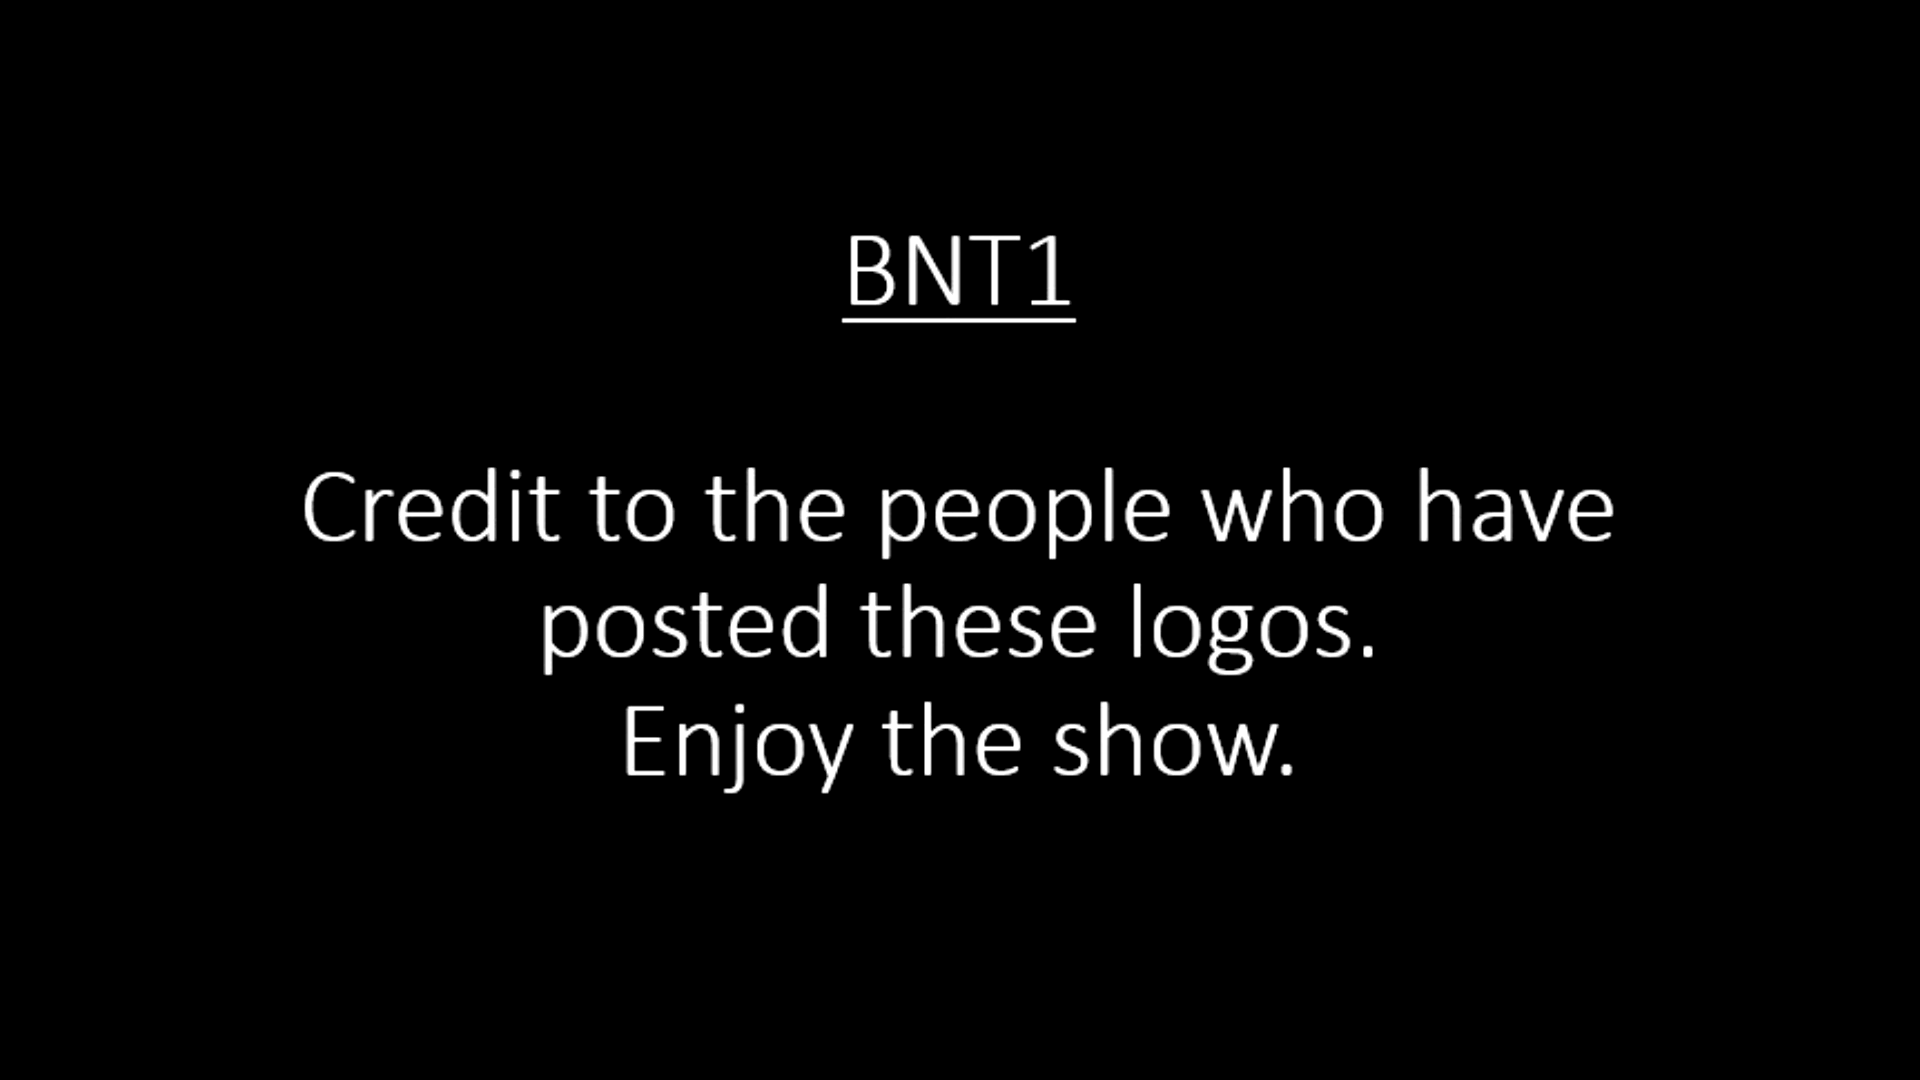 BNT1
Credit to the people who have
posted these logos.
Enjoy the show.